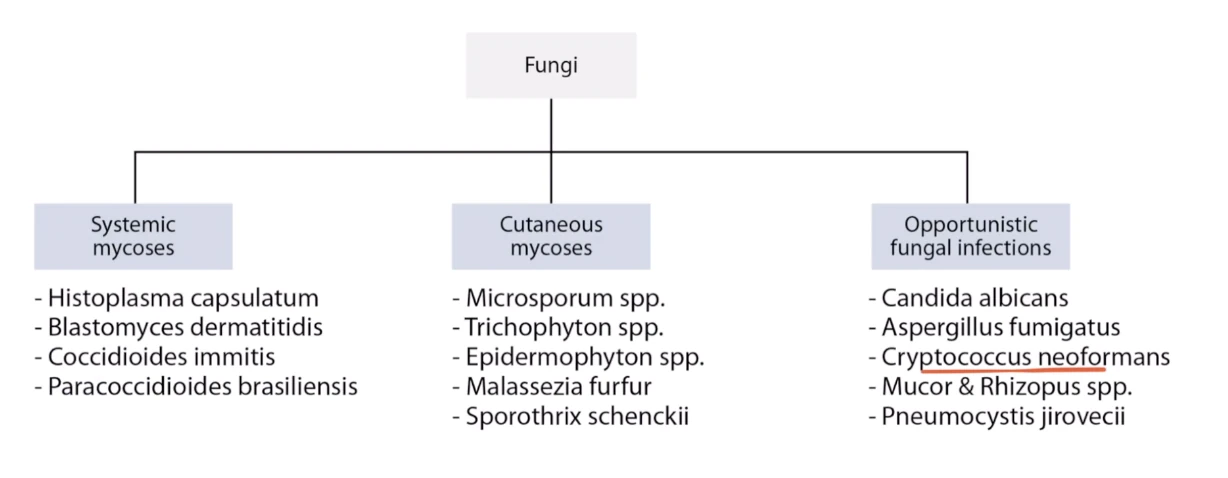 Fungi
Systemic
mycoses
- Histoplasma capsulatum
- Blastomyces dermatitidis
- Coccidioides immitis
- Paracoccidioides brasiliensis
Cutaneous
mycoses
- Microsporum spp.
- Trichophyton spp.
- Epidermophyton spp.
- Malassezia furfur
- Sporothrix schenckii
Opportunistic
fungal infections
- Candida albicans
- Aspergillus fumigatus
- Cryptococcus neoformans
- Mucor & Rhizopus spp.
- Pneumocystis jirovecii